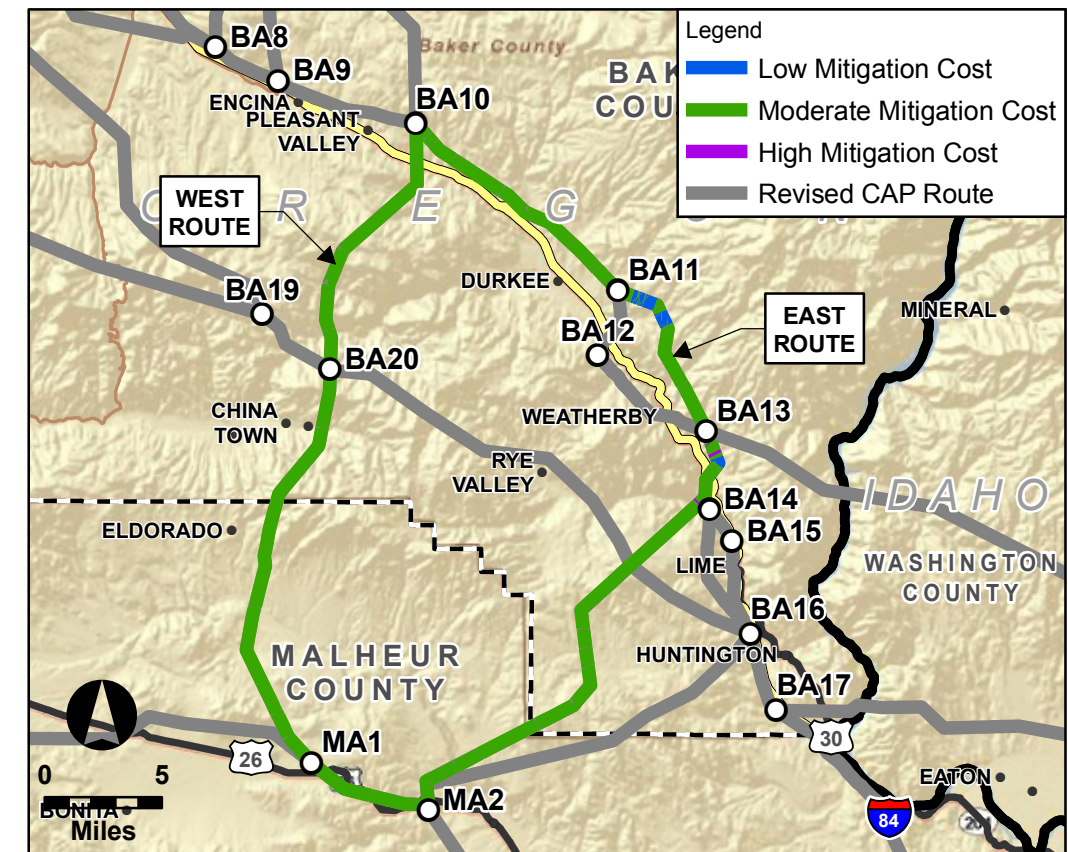 Legend
Low Mitigation Cost
Moderate Mitigation Cost
High Mitigation Cost
Revised CAP Route
BA8
Baker County
BA9
ENCINA
BA10
PLEASANT
VALLEY
BAK
COU
WEST
ROUTE
O R E G
DURKEE
BA11
MINERAL
BA19
BA12
EAST
ROUTE
BA20
CHINA
TOWN
WEATHERBY
BA13
RYE
VALLEY
IDAHO
ELDORADO
BA14
BA15
LIME
WASHINGTON
COUNTY
BA16
HUNTINGTON
MALHEUR
COUNTY
BA17
30
26
MA1
0 5
Miles
BONITA
MA2
EATON
84